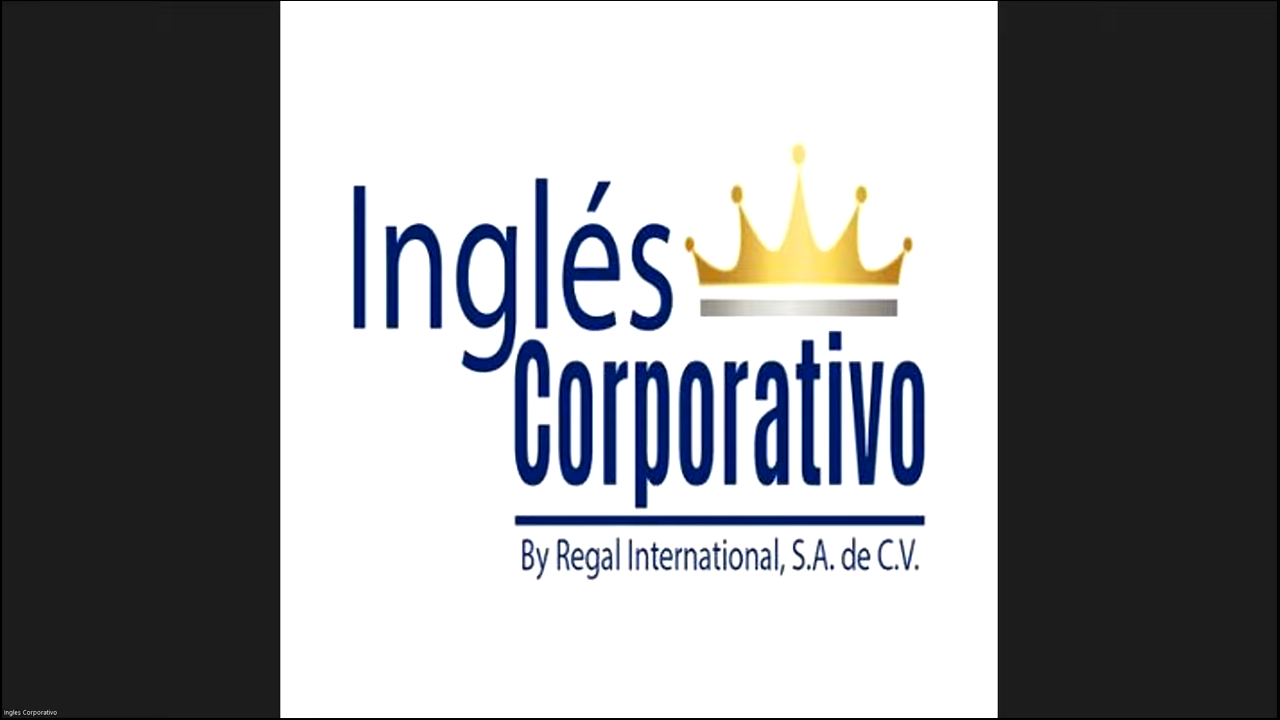 Inglés
Corporativo
By Regal International, S.A. de C.V.
Ingles Corporativo